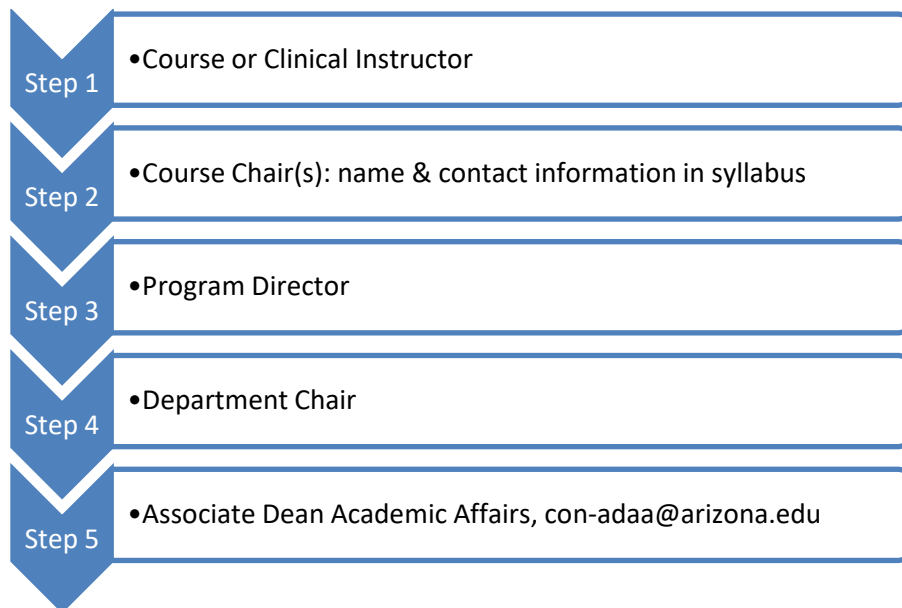 Step 1
•Course or Clinical Instructor
Step 2
•Course Chair(s): name & contact information in syllabus
Step 3
•Program Director
Step 4
•Department Chair
Step 5
•Associate Dean Academic Affairs, con-adaa@arizona.edu